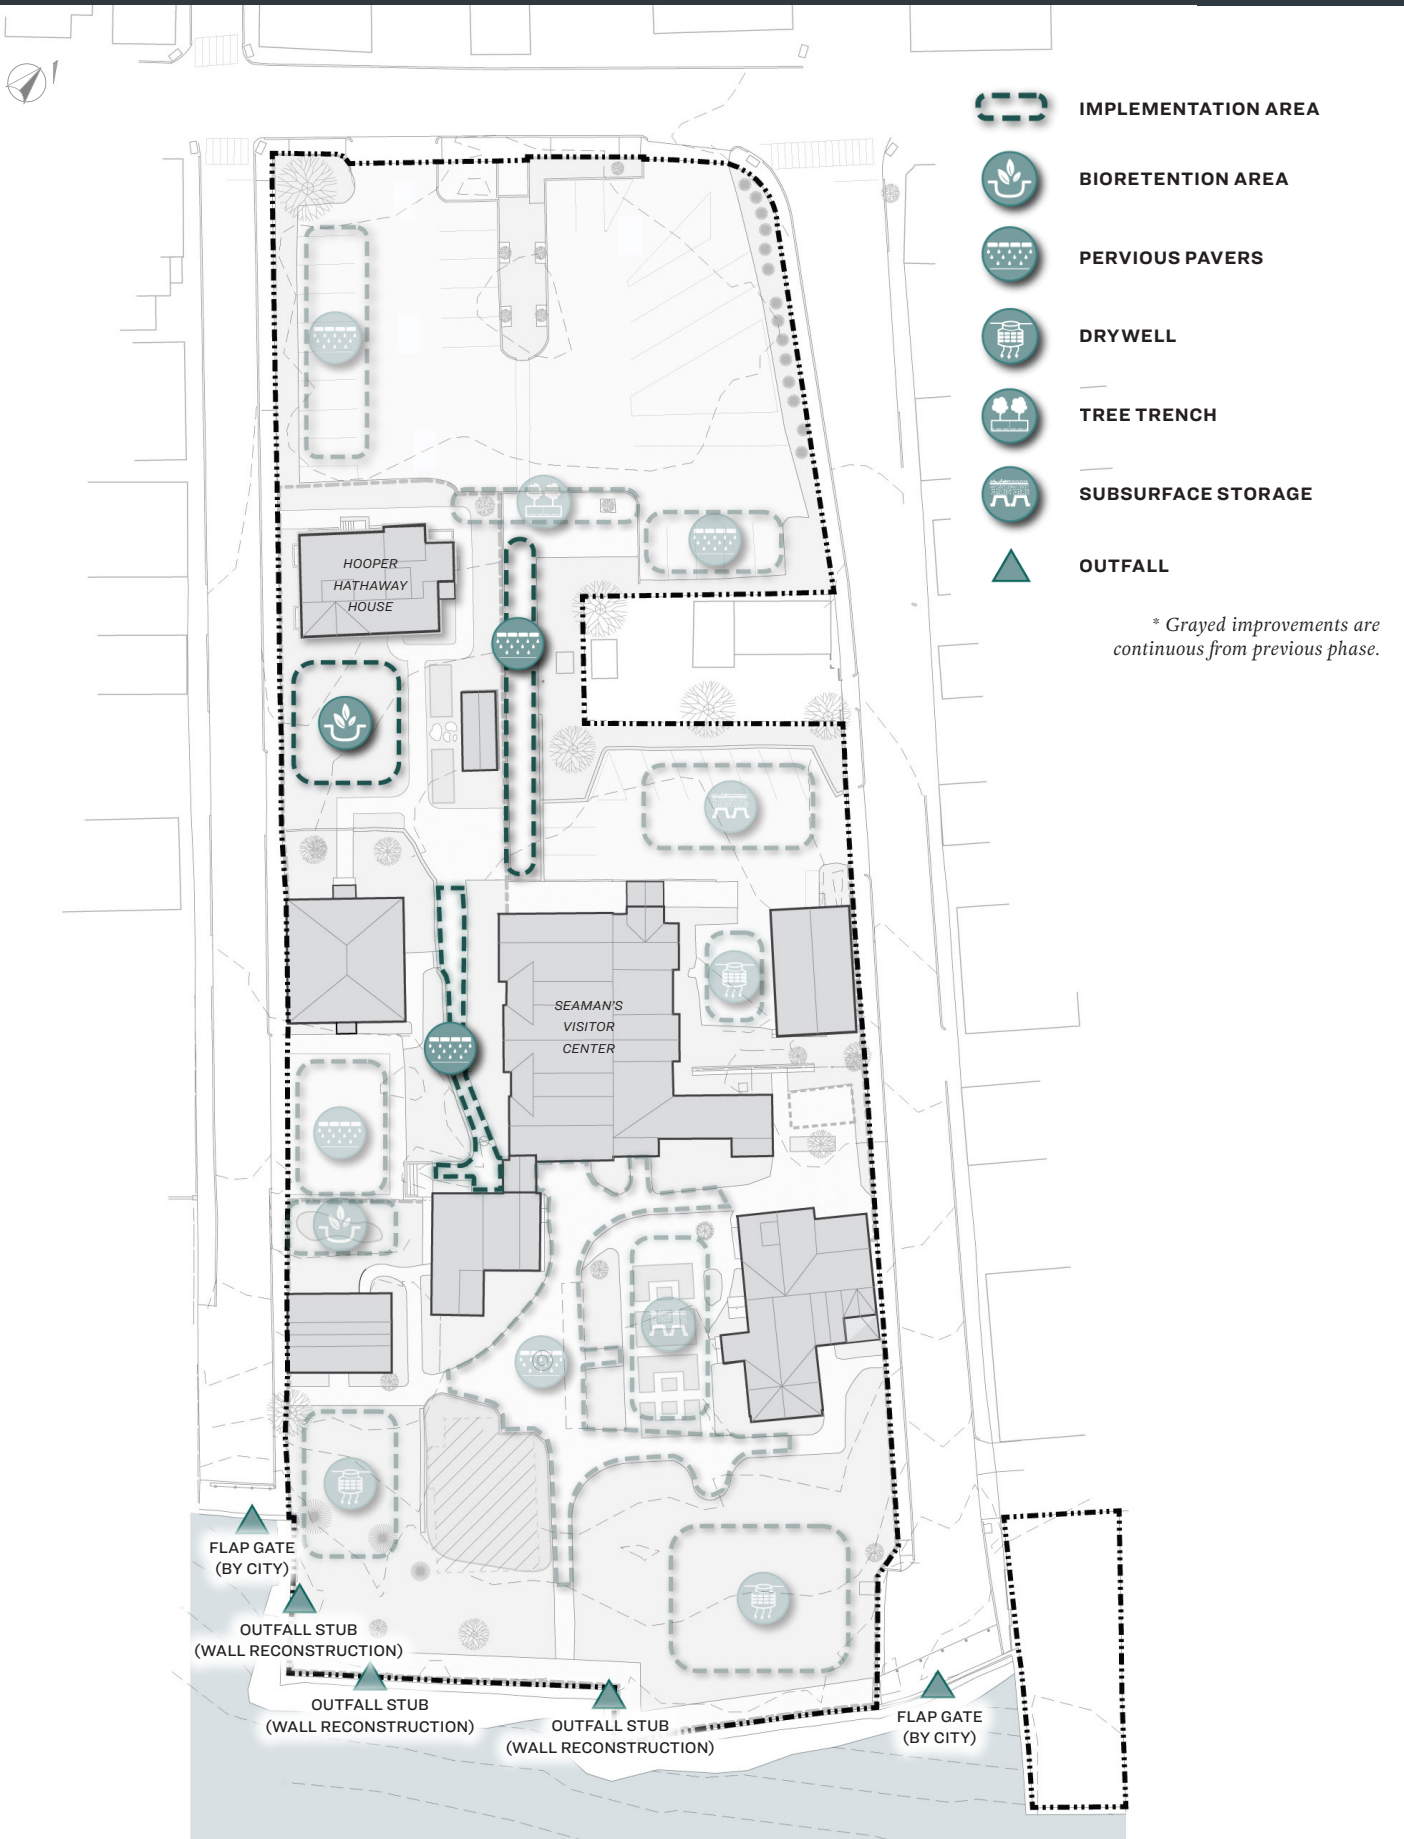 IMPLEMENTATION AREA
BIORETENTION AREA
PERVIOUS PAVERS
DRYWELL
TREE TRENCH
SUBSURFACE STORAGE
OUTFALL
* Grayed improvements are
continuous from previous phase.
HOOPER
HATHAWAY
HOUSE
SEAMAN'S
VISITOR
CENTER
FLAP GATE
(BY CITY)
OUTFALL STUB
(WALL RECONSTRUCTION)
OUTFALL STUB
(WALL RECONSTRUCTION)
OUTFALL STUB
(WALL RECONSTRUCTION)
FLAP GATE
(BY CITY)